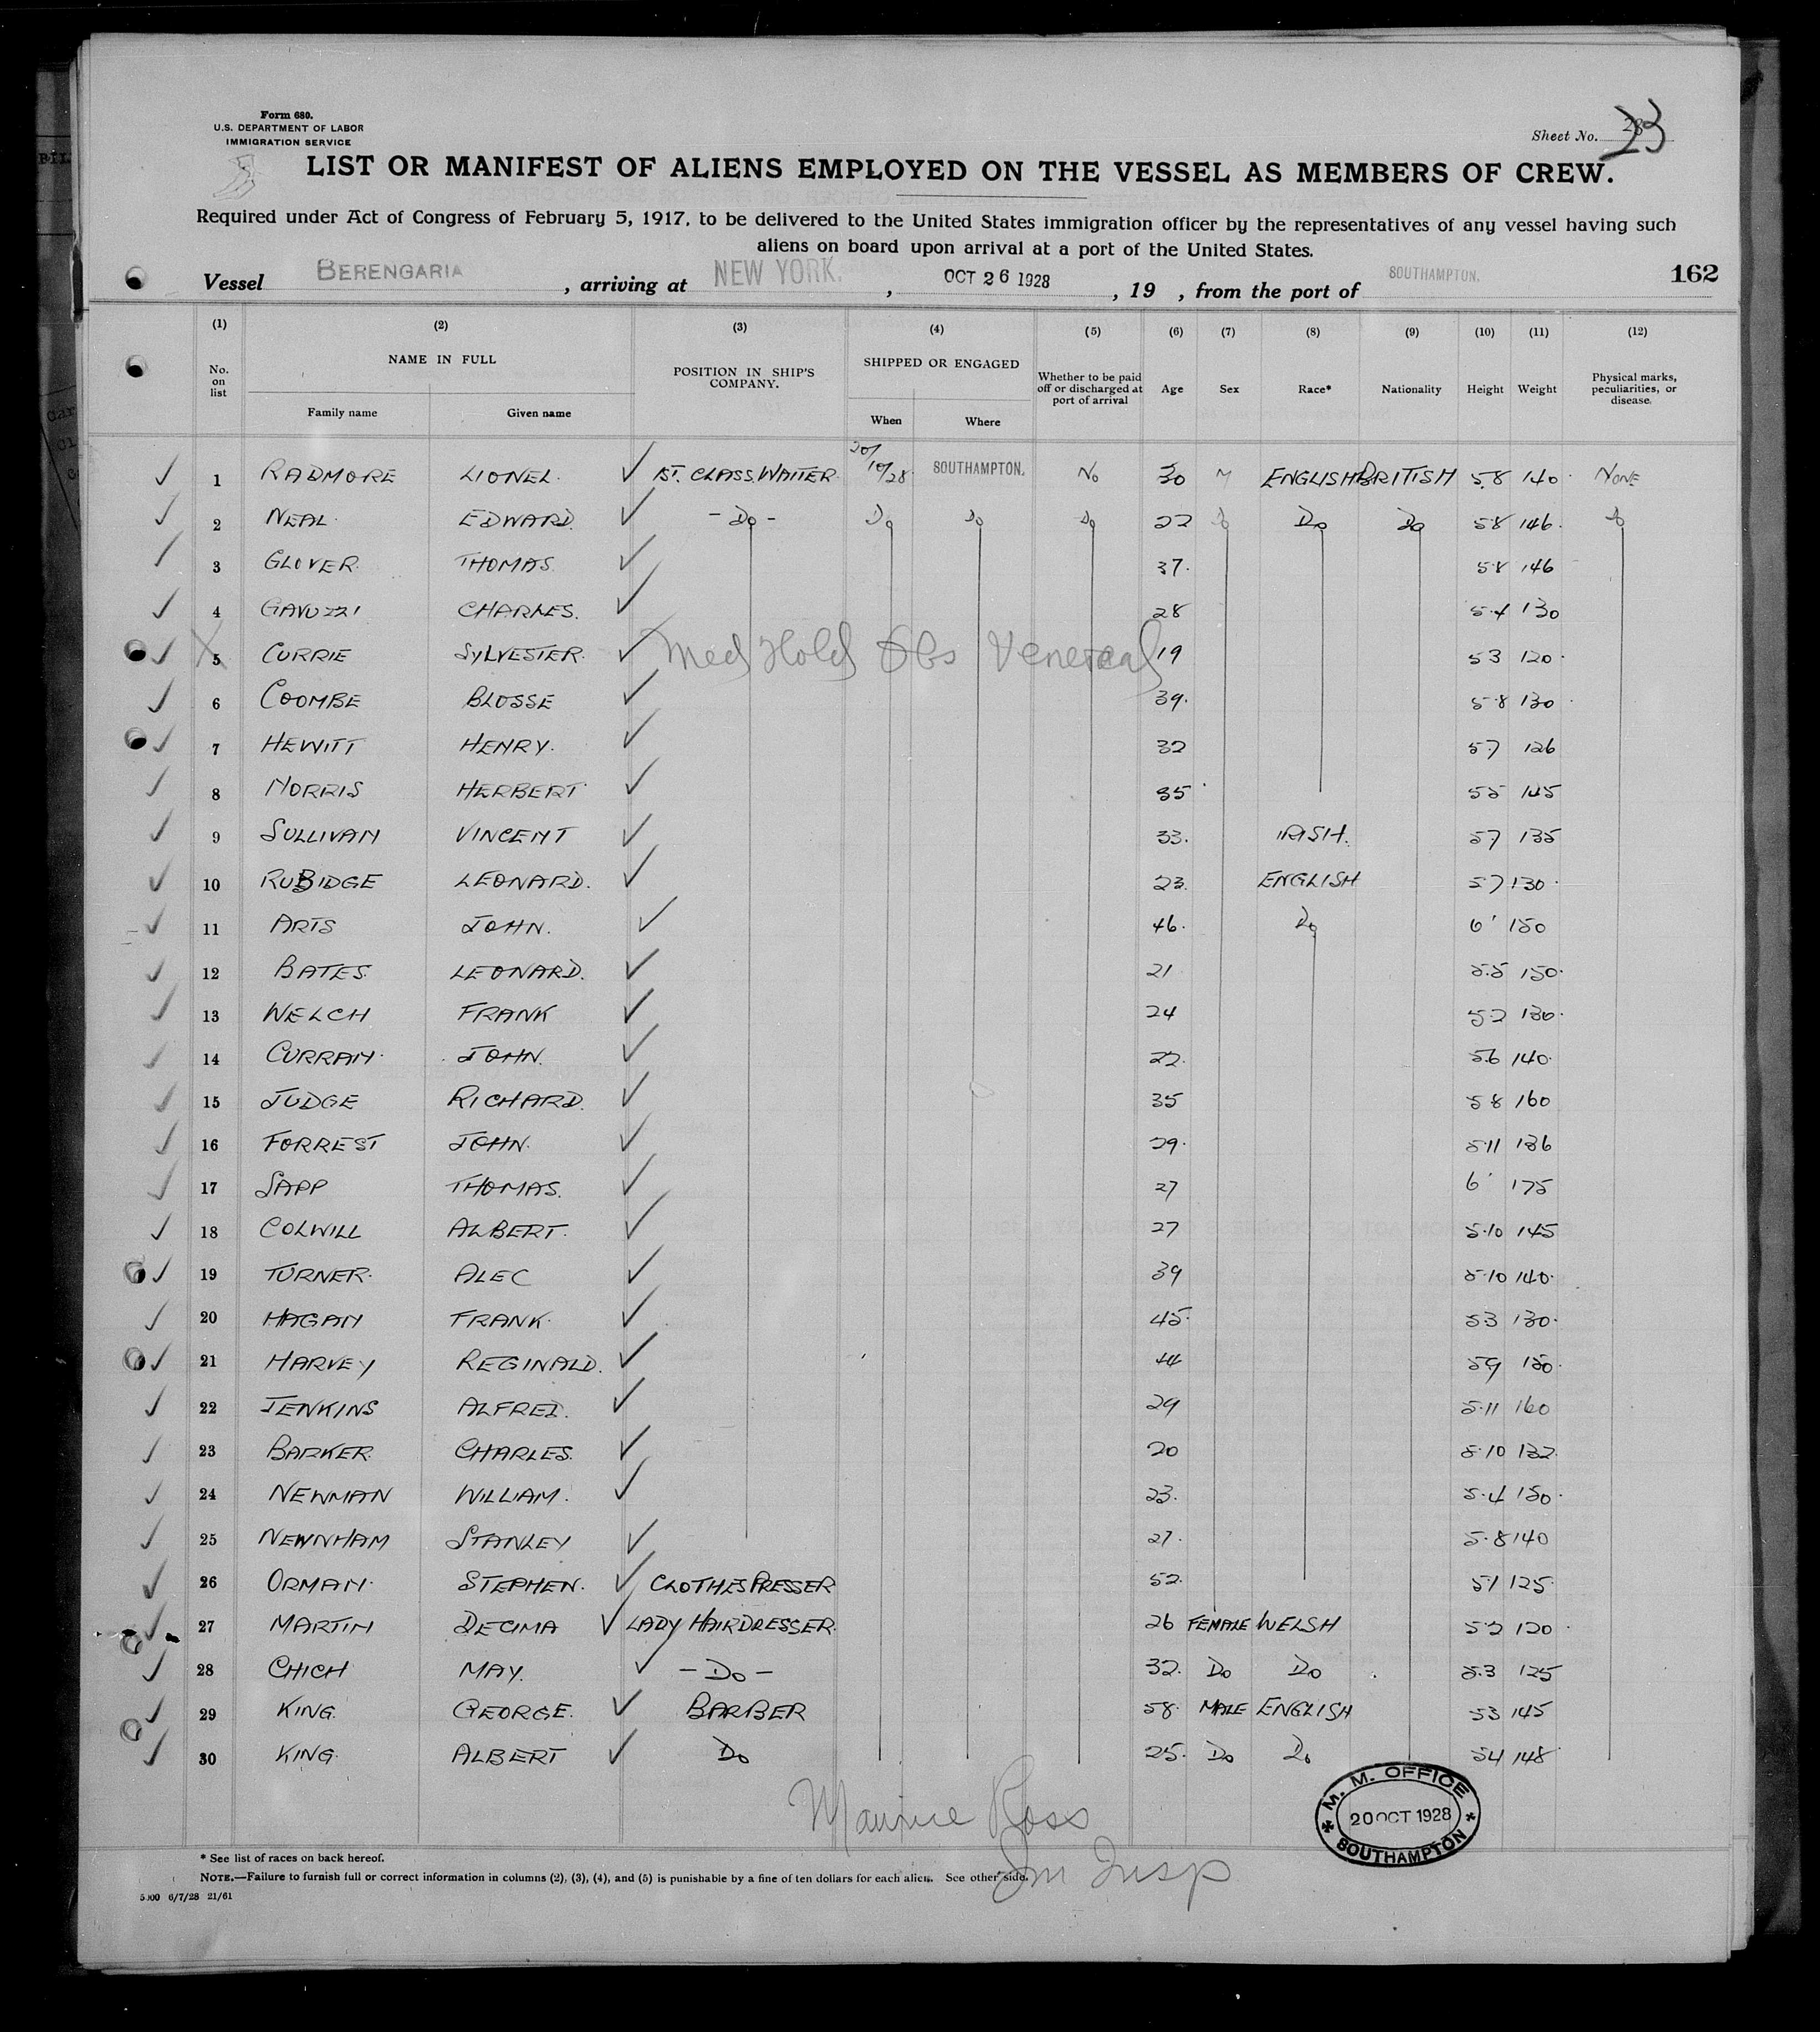 Form 680.
U.S. DEPARTMENT OF LABOR
IMMIGRATION SERVICE
Sheet No. 23
LIST OR MANIFEST OF ALIENS EMPLOYED ON THE VESSEL AS MEMBERS OF CREW.
Required under Act of Congress of February 5, 1917, to be delivered to the United States immigration officer by the representatives of any vessel having such
aliens on board upon arrival at a port of the United States.
Vessel BERENGARIA, arriving at NEW YORK., OCT 26 1928, 19 , from the port of SOUTHAMPTON. 162
(1) (2) (3) (4) (5) (6) (7) (8) (9) (10) (11) (12)
No. on list NAME IN FULL Family name Given name POSITION IN SHIP'S COMPANY. SHIPPED OR ENGAGED When Where Whether to be paid off or discharged at port of arrival Age Sex Race* Nationality Height Weight Physical marks, peculiarities, or disease.
1 RADMORE LIONEL. ✓ 1ST. CLASS WAITER. 20/10/28 SOUTHAMPTON. No 30 M ENGLISH BRITISH 5.8 140 NONE
2 NEAL. EDWARD. ✓ - Do - Do Do Do 22 Do Do Do 5.8 146. Do
3 GLOVER THOMAS ✓ 37. 5.8 146
4 GAVUZZI CHARLES. ✓ 28 5.4 130
5 CURRIE SYLVESTER. ✓ Med Hold Obs Venereal 19 5 3 120.
6 COOMBE BLOSSE ✓ 39. 5.8 130
7 HEWITT HENRY. ✓ 32 5.7 126
8 NORRIS HERBERT ✓ 35 5.5 145
9 SULLIVAN VINCENT ✓ 33. IRISH. 5.7 135
10 RUBIDGE LEONARD. ✓ 23. ENGLISH 5.7 130.
11 ARTS JOHN. ✓ 46. Do 6' 150
12 BATES. LEONARD. ✓ 21 5.5 150.
13 WELCH FRANK ✓ 24 5.2 130.
14 CURRAN. JOHN. ✓ 22. 5.6 140.
15 JUDGE RICHARD. ✓ 35 5.8 160
16 FORREST JOHN. ✓ 29. 5.11 136
17 SAPP THOMAS. ✓ 27 6' 175
18 COLWILL ALBERT. ✓ 27 5.10 145
19 TURNER. ALEC ✓ 39 5.10 140.
20 HAGAN FRANK. ✓ 45. 5.3 130.
21 HARVEY REGINALD. ✓ 44 5.9 150.
22 JENKINS ALFRED. ✓ 29 5.11 160
23 BARKER. CHARLES. ✓ 20 5.10 132
24 NEWMAN WILLIAM. ✓ 23. 5.4 150.
25 NEWNHAM STANLEY ✓ 27. 5.8 140
26 ORMAN. STEPHEN. ✓ CLOTHES PRESSER 52. 5.1 125.
27 MARTIN DECIMA ✓ LADY HAIRDRESSER. 26 FEMALE WELSH 5.2 120.
28 CHICH MAY. ✓ - Do - 32. Do Do 5.3 125
29 KING. GEORGE. ✓ BARBER 58. MALE ENGLISH 5.3 145
30 KING. ALBERT ✓ Do 25. Do Do 5.4 148
M. M. OFFICE
20 OCT 1928
SOUTHAMPTON
Maurice Ross
Im Insp
* See list of races on back hereof.
NOTE.—Failure to furnish full or correct information in columns (2), (3), (4), and (5) is punishable by a fine of ten dollars for each alien. See other side.
5000 6/7/28 21/61